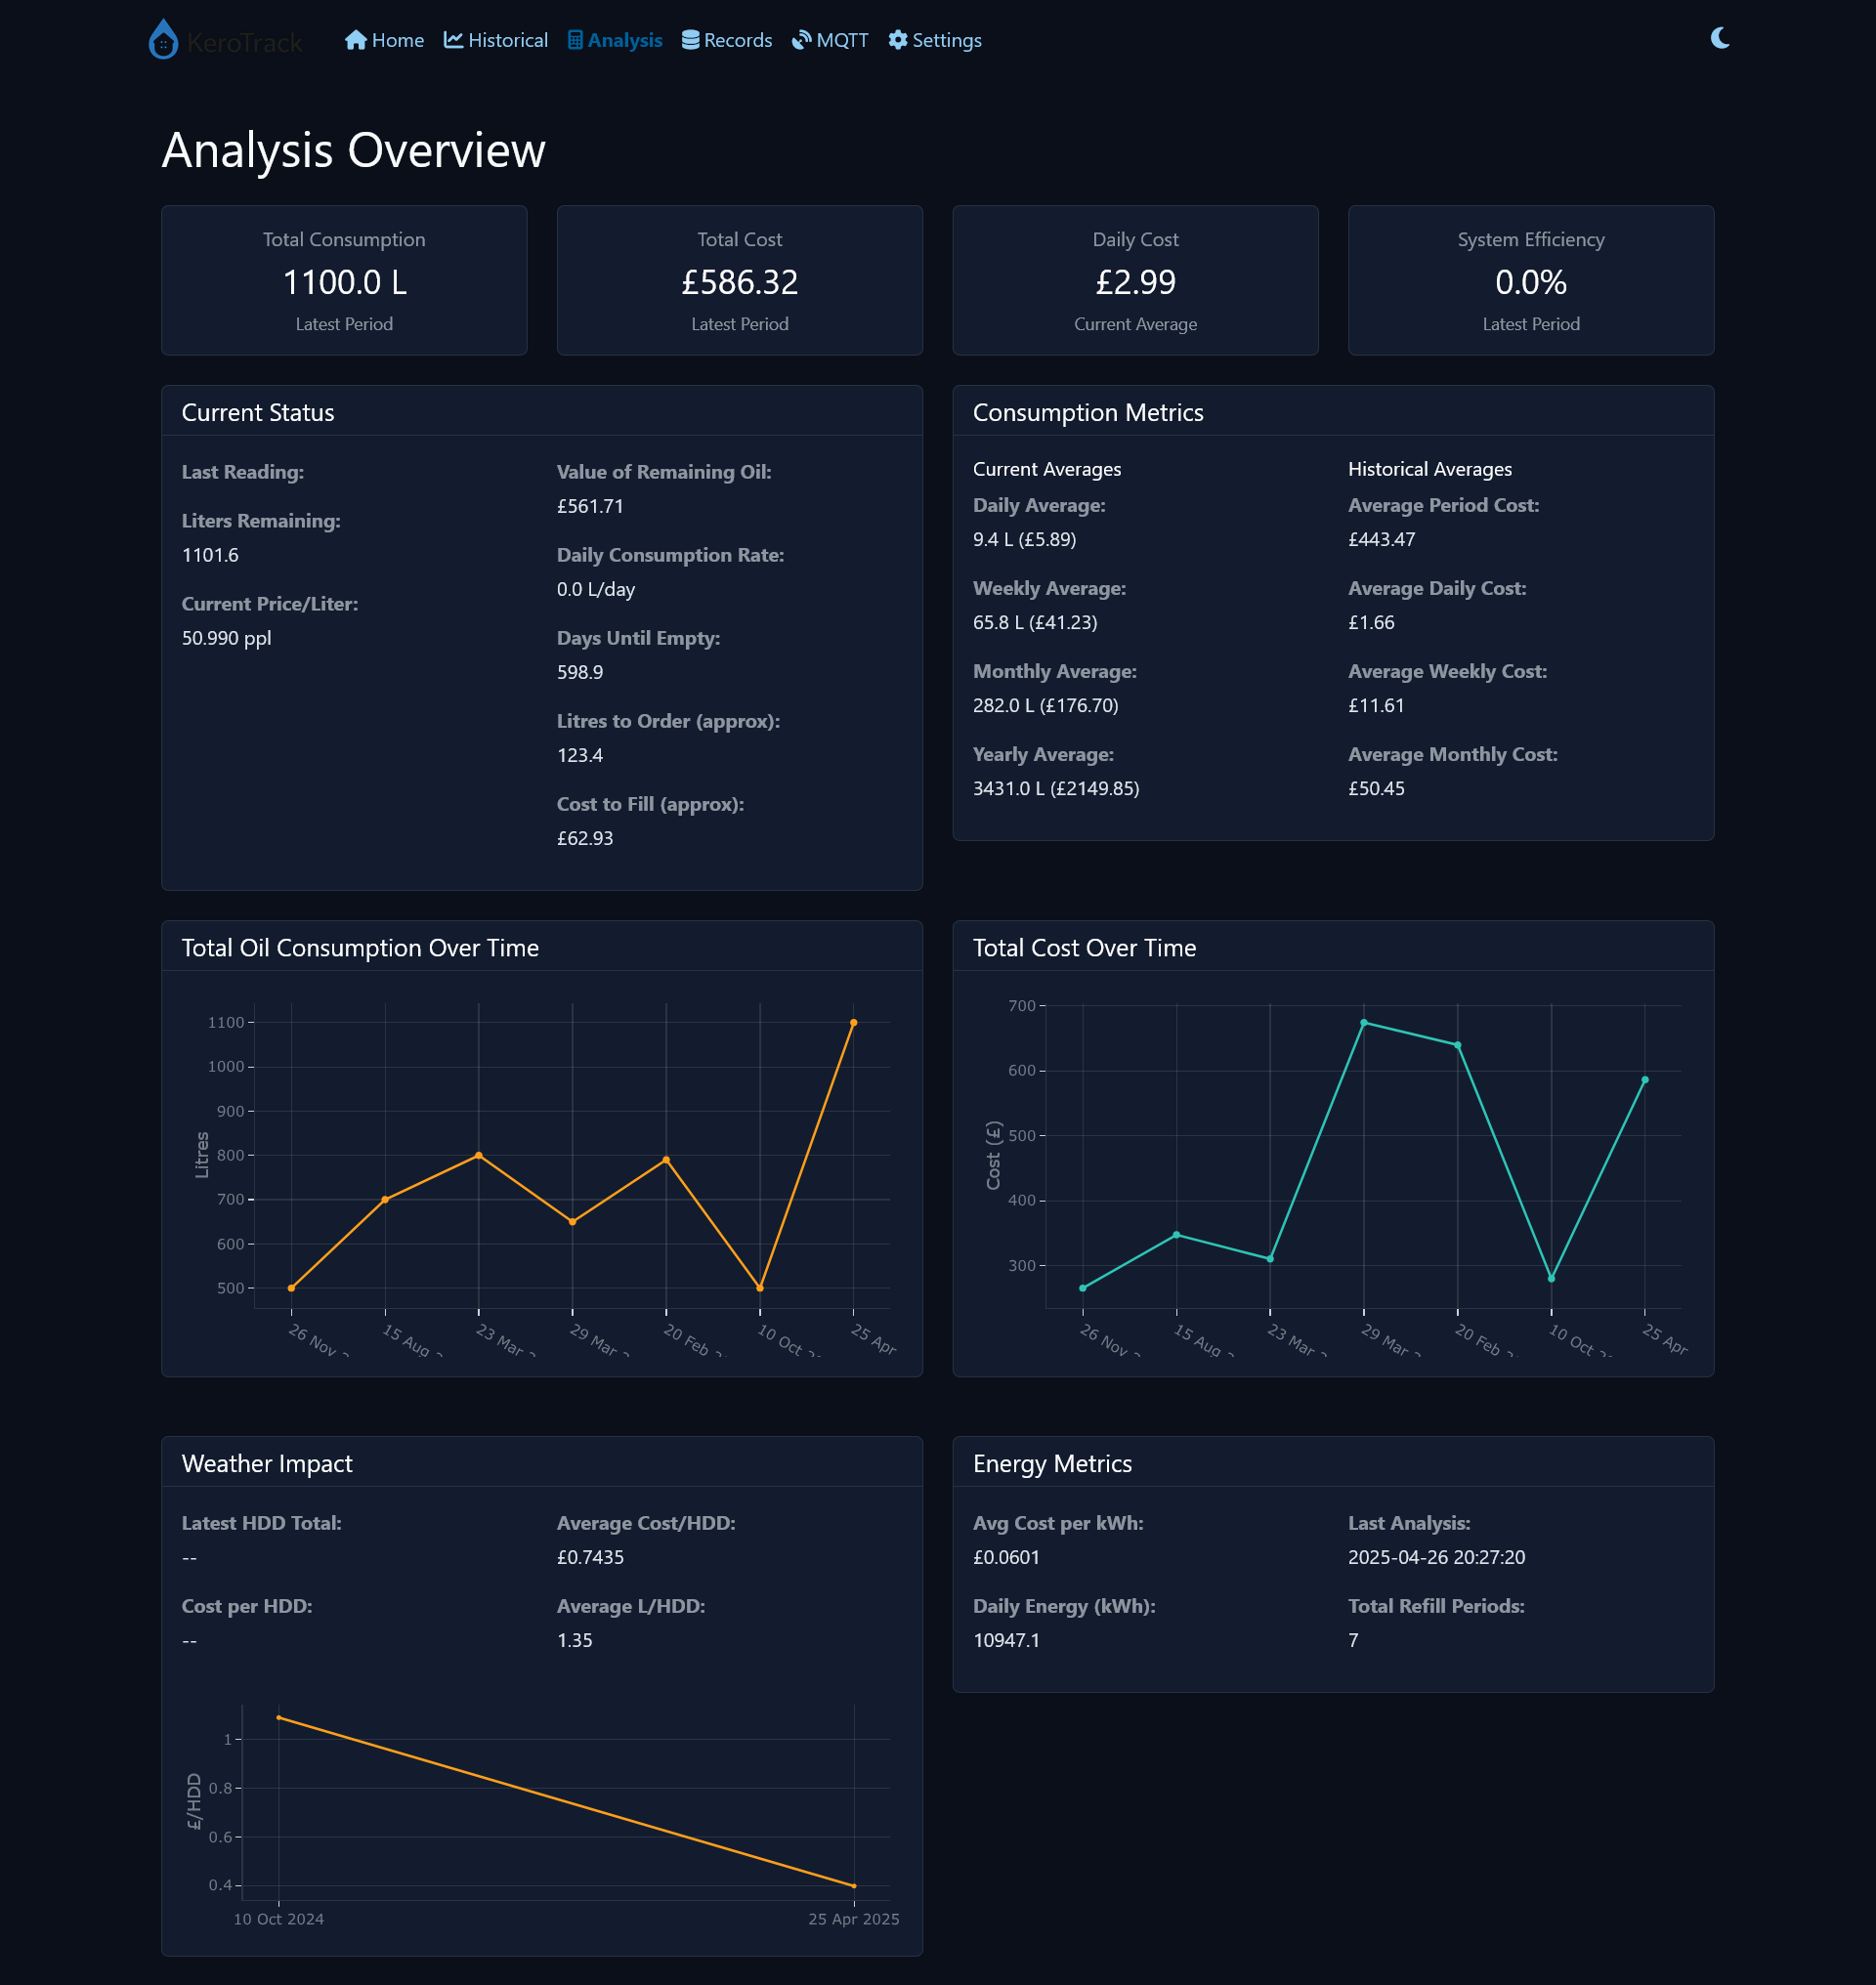 KeroTrack
Home Historical Analysis Records MQTT Settings
Analysis Overview
Total Consumption
1100.0 L
Latest Period
Total Cost
£586.32
Latest Period
Daily Cost
£2.99
Current Average
System Efficiency
0.0%
Latest Period
Current Status
Last Reading:
Liters Remaining:
1101.6
Current Price/Liter:
50.990 ppl
Value of Remaining Oil:
£561.71
Daily Consumption Rate:
0.0 L/day
Days Until Empty:
598.9
Litres to Order (approx):
123.4
Cost to Fill (approx):
£62.93
Consumption Metrics
Current Averages
Daily Average:
9.4 L (£5.89)
Weekly Average:
65.8 L (£41.23)
Monthly Average:
282.0 L (£176.70)
Yearly Average:
3431.0 L (£2149.85)
Historical Averages
Average Period Cost:
£443.47
Average Daily Cost:
£1.66
Average Weekly Cost:
£11.61
Average Monthly Cost:
£50.45
Total Oil Consumption Over Time
Litres
1100
1000
900
800
700
600
500
26 Nov
15 Aug
23 Mar
29 Mar
20 Feb
10 Oct
25 Apr
Total Cost Over Time
Cost (£)
700
600
500
400
300
26 Nov
15 Aug
23 Mar
29 Mar
20 Feb
10 Oct
25 Apr
Weather Impact
Latest HDD Total:
--
Cost per HDD:
--
Average Cost/HDD:
£0.7435
Average L/HDD:
1.35
£/HDD
1
0.8
0.6
0.4
10 Oct 2024
25 Apr 2025
Energy Metrics
Avg Cost per kWh:
£0.0601
Daily Energy (kWh):
10947.1
Last Analysis:
2025-04-26 20:27:20
Total Refill Periods:
7